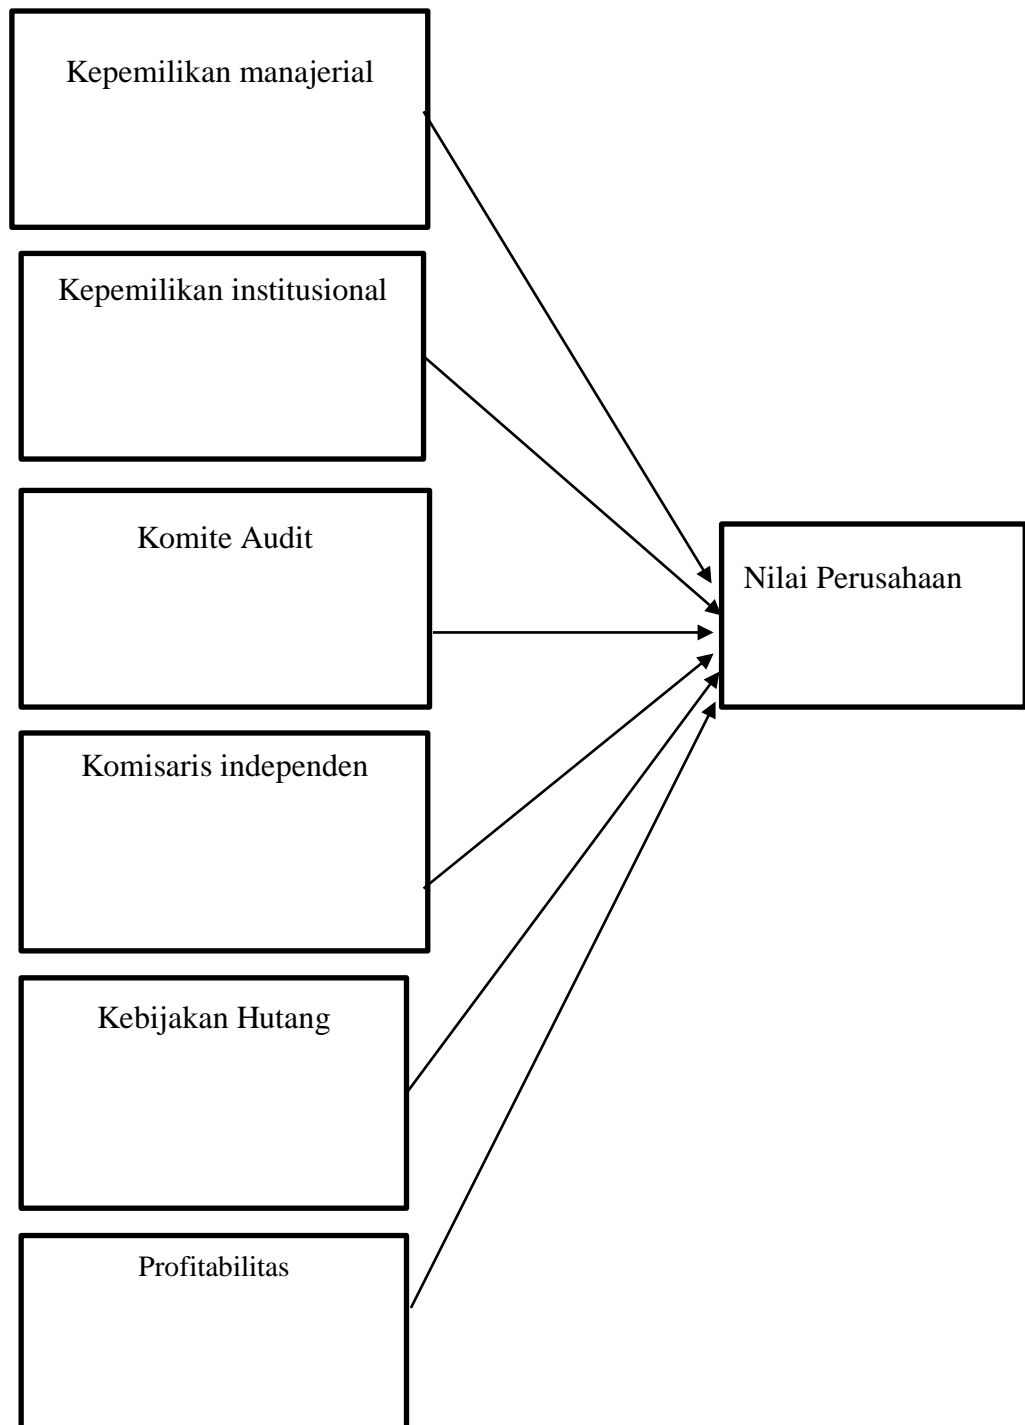 Kepemilikan manajerial
Kepemilikan institusional
Komite Audit
Nilai Perusahaan
Komisaris independen
Kebijakan Hutang
Profitabilitas